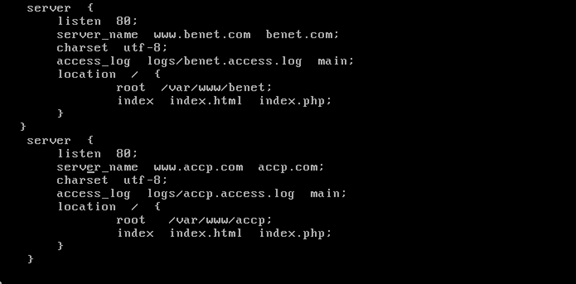 server {
listen 80;
server_name www.benet.com benet.com;
charset utf-8;
access_log logs/benet.access.log main;
location / {
root /var/www/benet;
index index.html index.php;
}
}
server {
listen 80;
server_name www.accp.com accp.com;
charset utf-8;
access_log logs/accp.access.log main;
location / {
root /var/www/accp;
index index.html index.php;
}
}